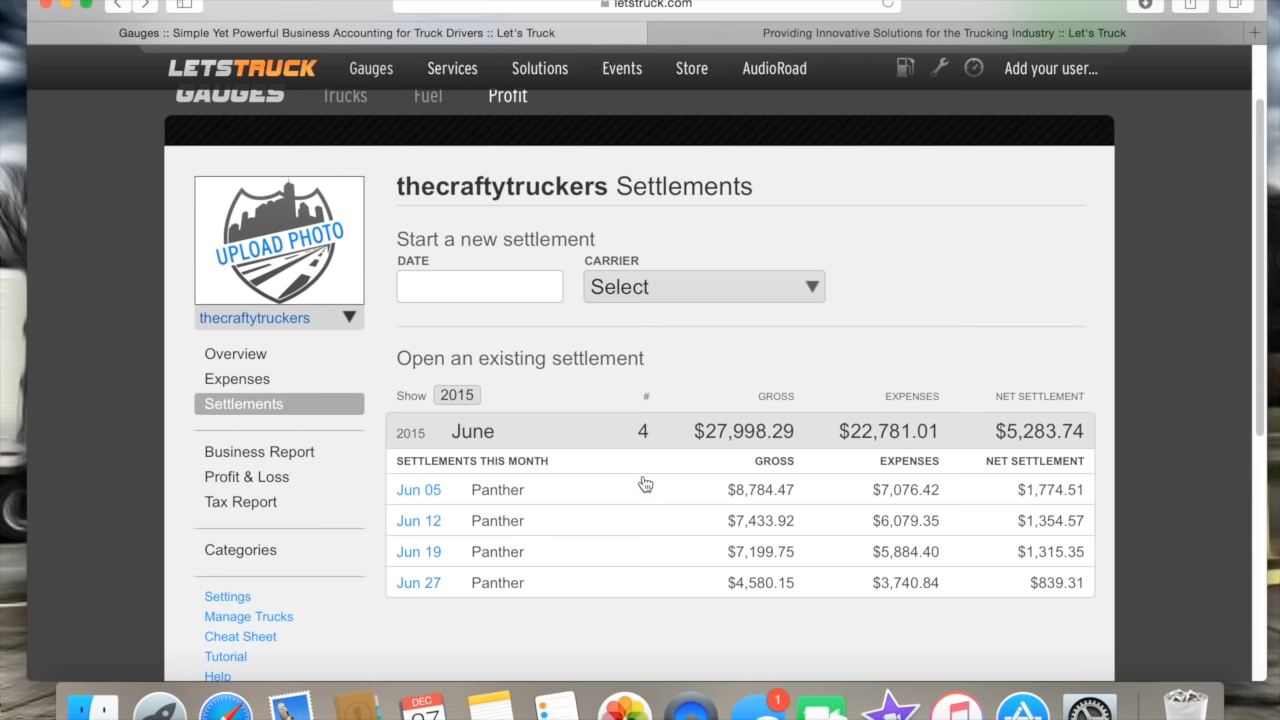 letstruck.com
Gauges :: Simple Yet Powerful Business Accounting for Truck Drivers :: Let's Truck
Providing Innovative Solutions for the Trucking Industry :: Let's Truck
LETSTRUCK Gauges Services Solutions Events Store AudioRoad Add your user...
GAUGES Trucks Fuel Profit
UPLOAD PHOTO
thecraftytruckers
Overview
Expenses
Settlements
Business Report
Profit & Loss
Tax Report
Categories
Settings
Manage Trucks
Cheat Sheet
Tutorial
Help
thecraftytruckers Settlements
Start a new settlement
DATE CARRIER
Select
Open an existing settlement
Show 2015 # GROSS EXPENSES NET SETTLEMENT
2015 June 4 $27,998.29 $22,781.01 $5,283.74
SETTLEMENTS THIS MONTH GROSS EXPENSES NET SETTLEMENT
Jun 05 Panther $8,784.47 $7,076.42 $1,774.51
Jun 12 Panther $7,433.92 $6,079.35 $1,354.57
Jun 19 Panther $7,199.75 $5,884.40 $1,315.35
Jun 27 Panther $4,580.15 $3,740.84 $839.31
DEC
1